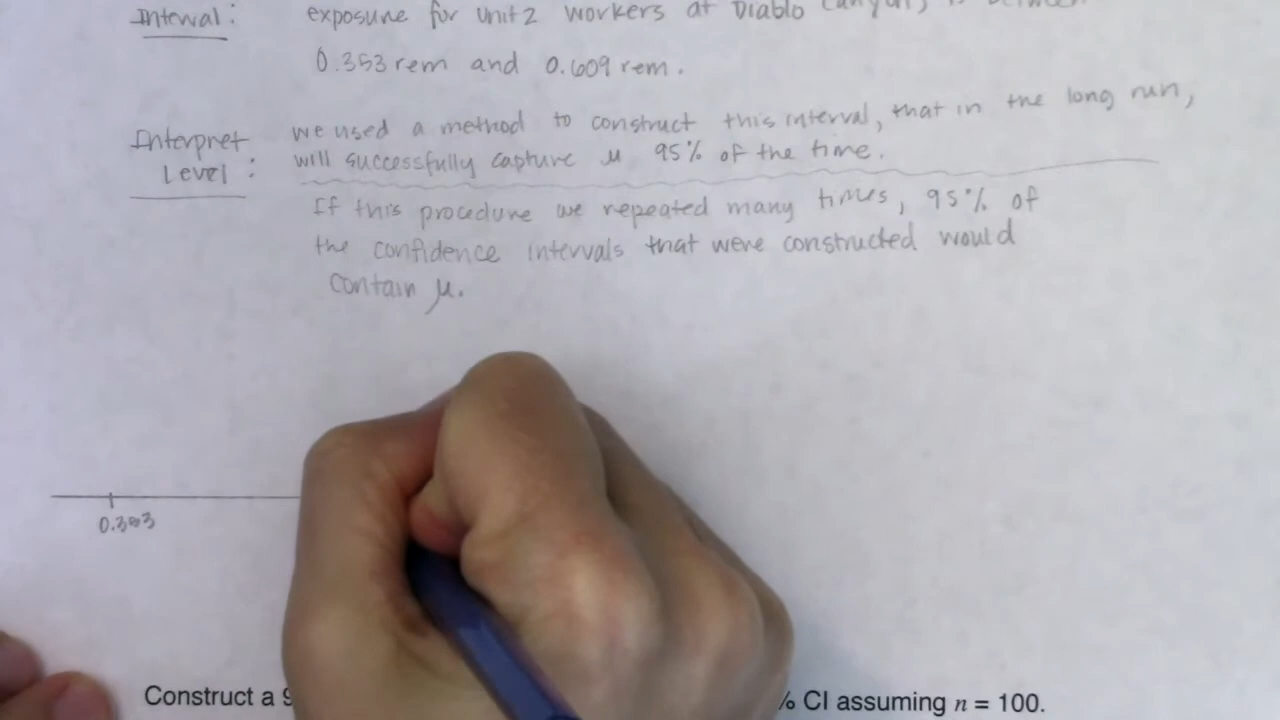 Interval: exposure for unit 2 workers at Diablo Canyon, is between
0.353 rem and 0.609 rem.
Interpret Level: we used a method to construct this interval, that in the long run,
will successfully capture μ 95% of the time.
If this procedure we repeated many times, 95% of
the confidence intervals that were constructed would
contain μ.
0.353
Construct a % CI assuming n = 100.